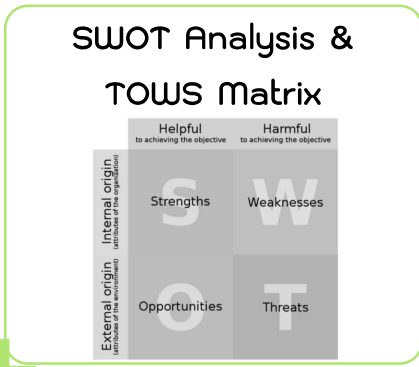 SWOT Analysis &
TOWS Matrix
Helpful
to achieving the objective
Harmful
to achieving the objective
Internal origin
(attributes of the organization)
S
Strengths
W
Weaknesses
External origin
(attributes of the environment)
O
Opportunities
T
Threats